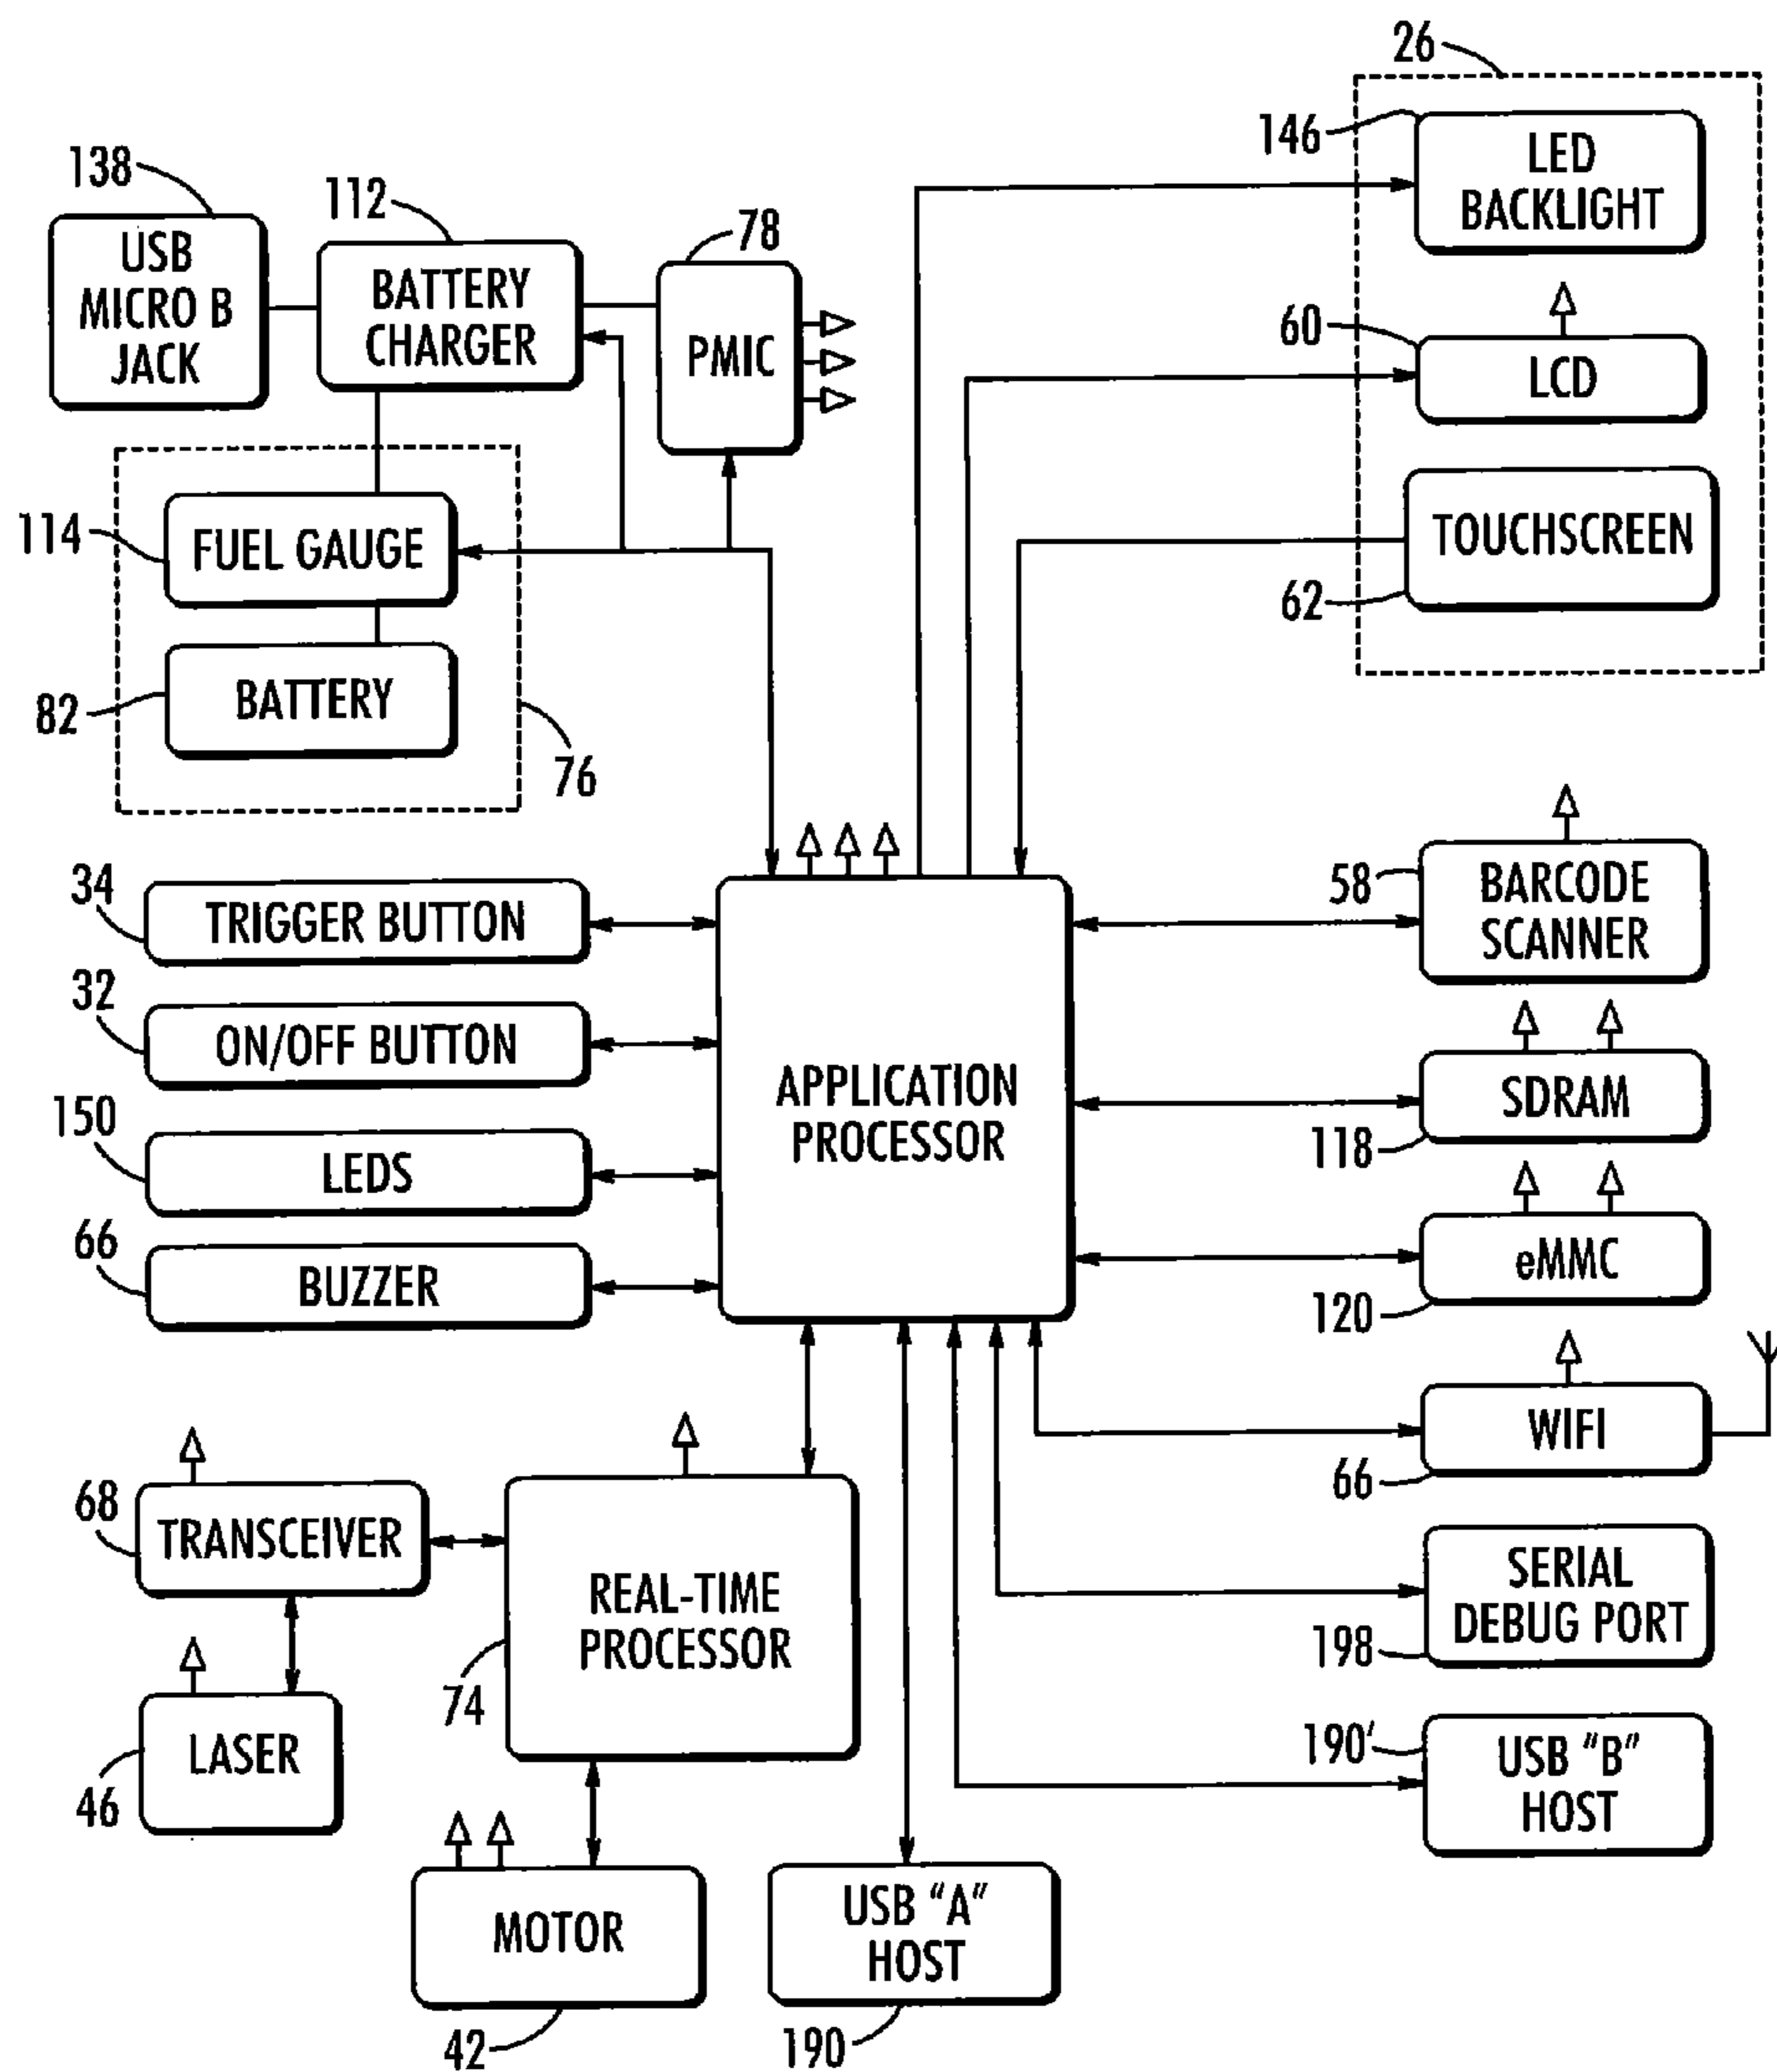 26
146
LED
BACKLIGHT
138
112
78
USB
MICRO B
JACK
BATTERY
CHARGER
PMIC
60
LCD
114
FUEL GAUGE
TOUCHSCREEN
62
82
BATTERY
76
34
TRIGGER BUTTON
58
BARCODE
SCANNER
32
ON/OFF BUTTON
APPLICATION
PROCESSOR
SDRAM
118
150
LEDS
66
BUZZER
eMMC
120
WIFI
66
68
TRANSCEIVER
REAL-TIME
PROCESSOR
74
SERIAL
DEBUG PORT
198
46
LASER
190'
USB "B"
HOST
MOTOR
42
USB "A"
HOST
190